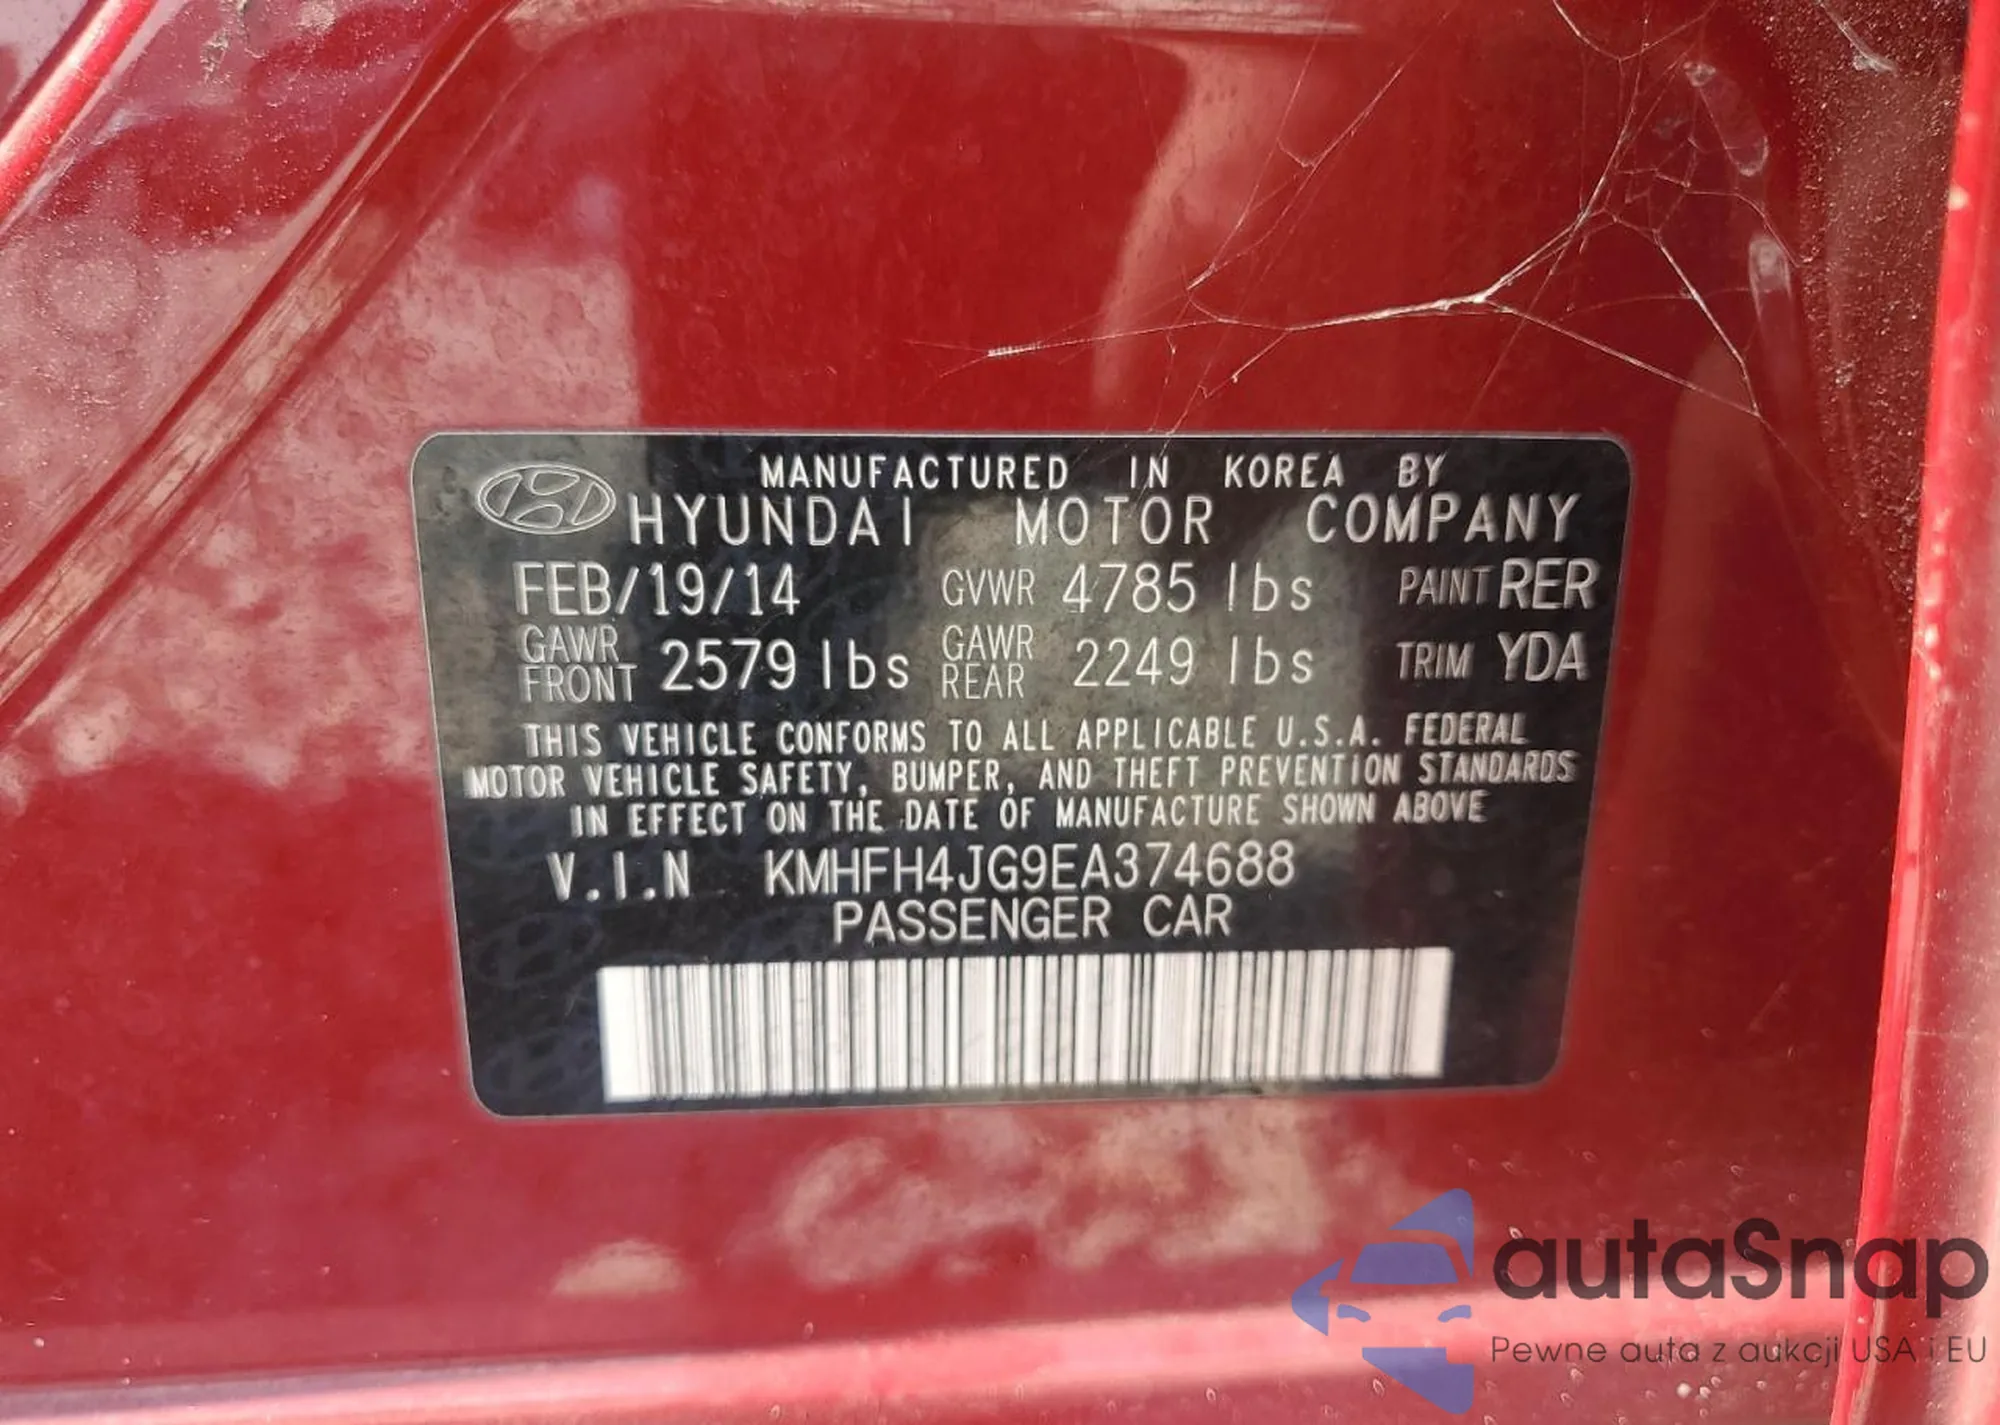 MANUFACTURED IN KOREA BY
HYUNDAI MOTOR COMPANY
FEB/19/14 GVWR 4785 lbs PAINT RER
GAWR FRONT 2579 lbs GAWR REAR 2249 lbs TRIM YDA
THIS VEHICLE CONFORMS TO ALL APPLICABLE U.S.A. FEDERAL
MOTOR VEHICLE SAFETY, BUMPER, AND THEFT PREVENTION STANDARDS
IN EFFECT ON THE DATE OF MANUFACTURE SHOWN ABOVE
V.I.N KMHFH4JG9EA374688
PASSENGER CAR
autaSnap
Pewne auta z aukcji USA i EU